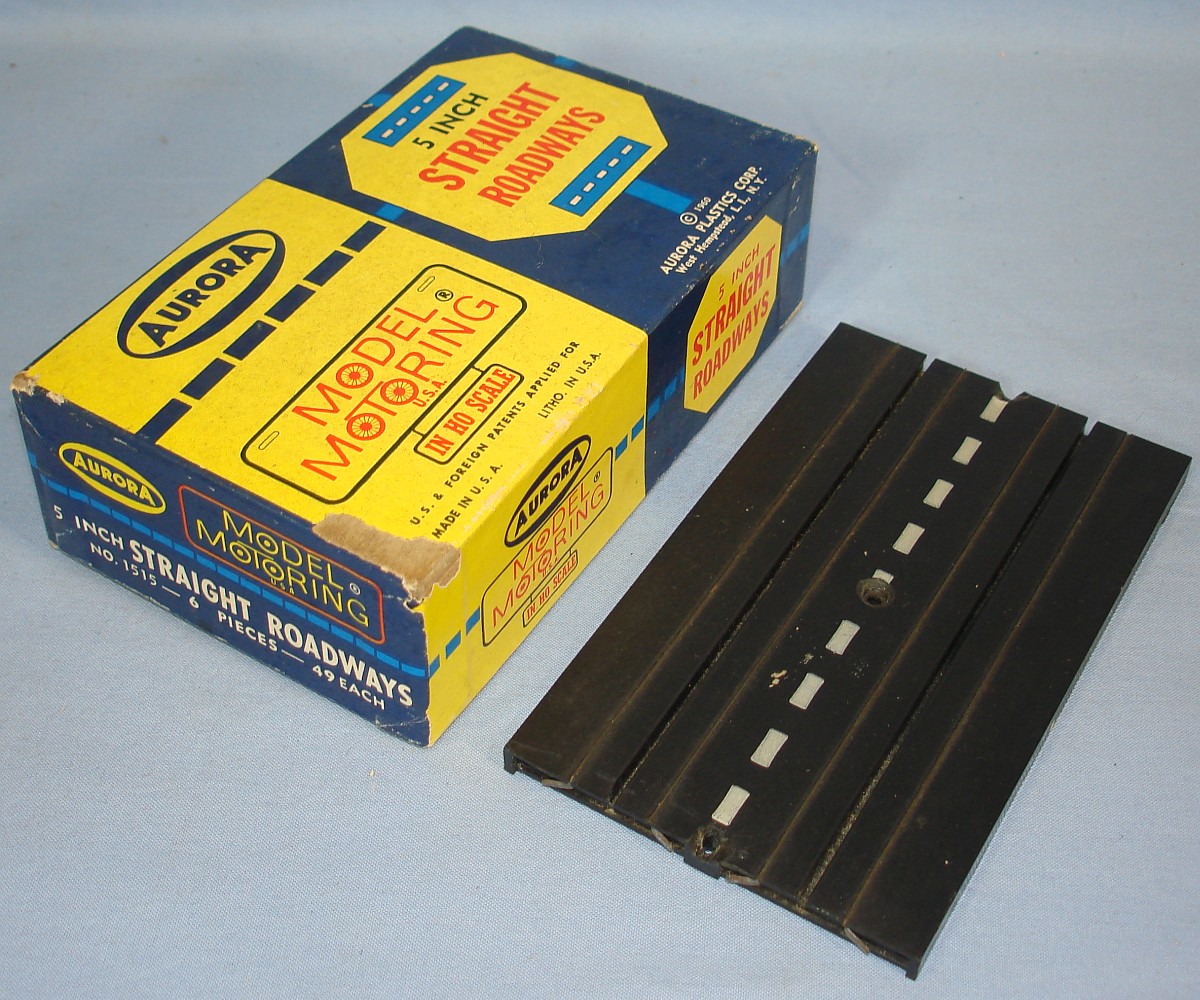 5 INCH
STRAIGHT
ROADWAYS
© 1960
AURORA PLASTICS CORP.
West Hempstead, L.I., N.Y.
AURORA
MODEL ®
MOTORING
U.S.A.
IN HO SCALE
U.S. & FOREIGN PATENTS APPLIED FOR
MADE IN U.S.A.
LITHO. IN U.S.A.
5 INCH
STRAIGHT
ROADWAYS
AURORA
MODEL ®
MOTORING
U.S.A.
IN HO SCALE
AURORA
MODEL ®
MOTORING
U.S.A
5 INCH STRAIGHT ROADWAYS
NO. 1515 — 6 PIECES — 49 EACH